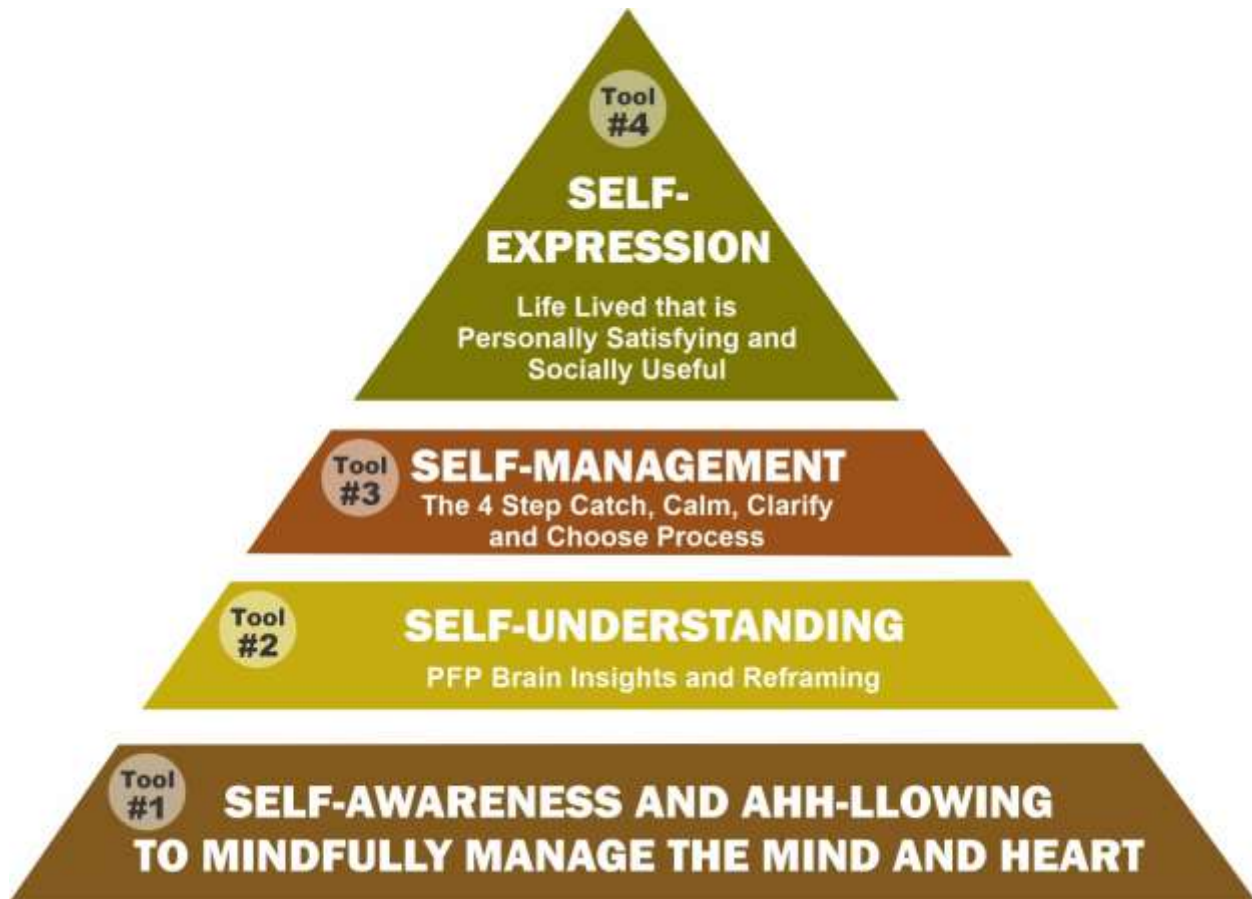 Tool
#4
SELF-
EXPRESSION
Life Lived that is
Personally Satisfying and
Socially Useful
Tool
#3
SELF-MANAGEMENT
The 4 Step Catch, Calm, Clarify
and Choose Process
Tool
#2
SELF-UNDERSTANDING
PFP Brain Insights and Reframing
Tool
#1
SELF-AWARENESS AND AHH-LLOWING
TO MINDFULLY MANAGE THE MIND AND HEART